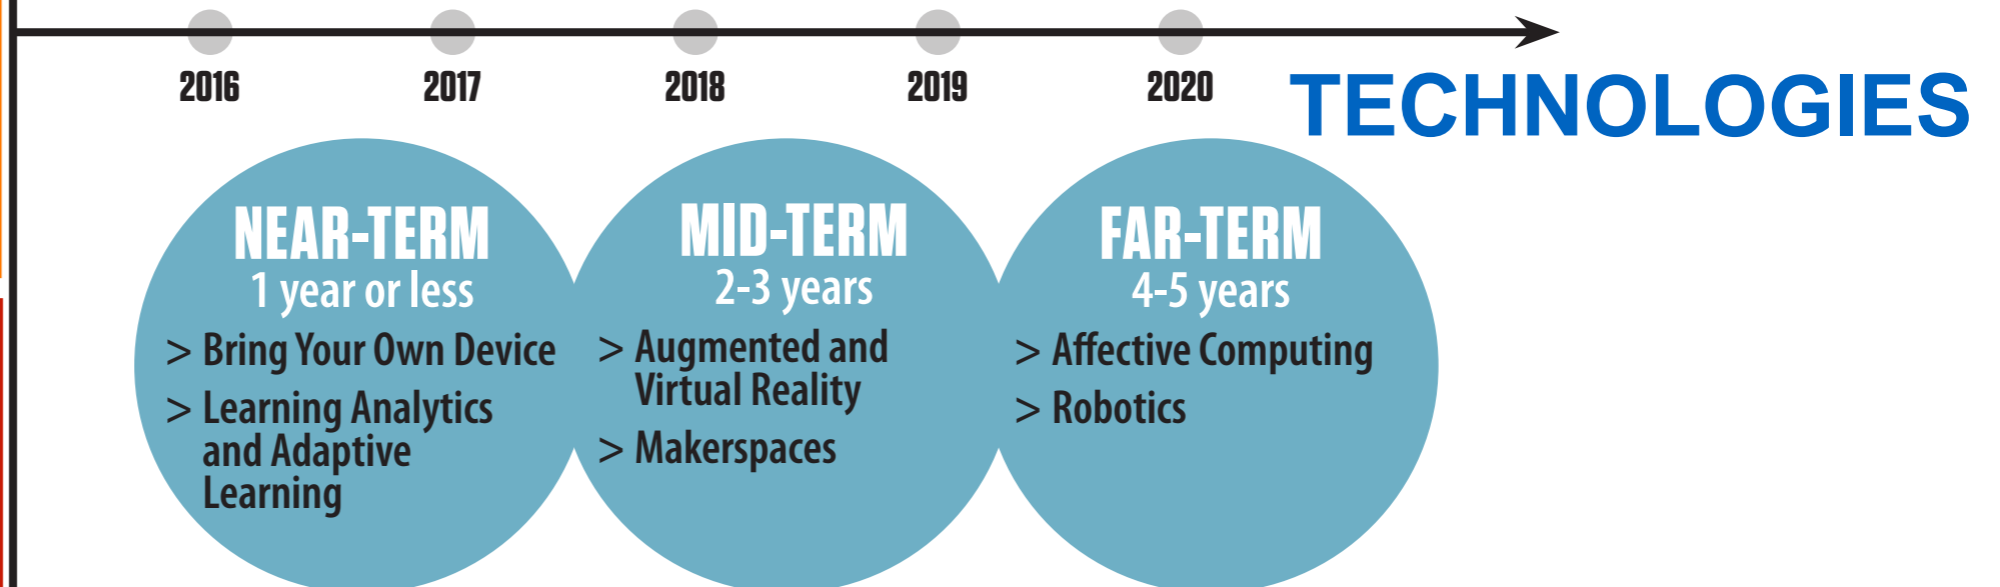 2016 2017 2018 2019 2020
TECHNOLOGIES
NEAR-TERM
1 year or less
> Bring Your Own Device
> Learning Analytics
and Adaptive
Learning
MID-TERM
2-3 years
> Augmented and
Virtual Reality
> Makerspaces
FAR-TERM
4-5 years
> Affective Computing
> Robotics